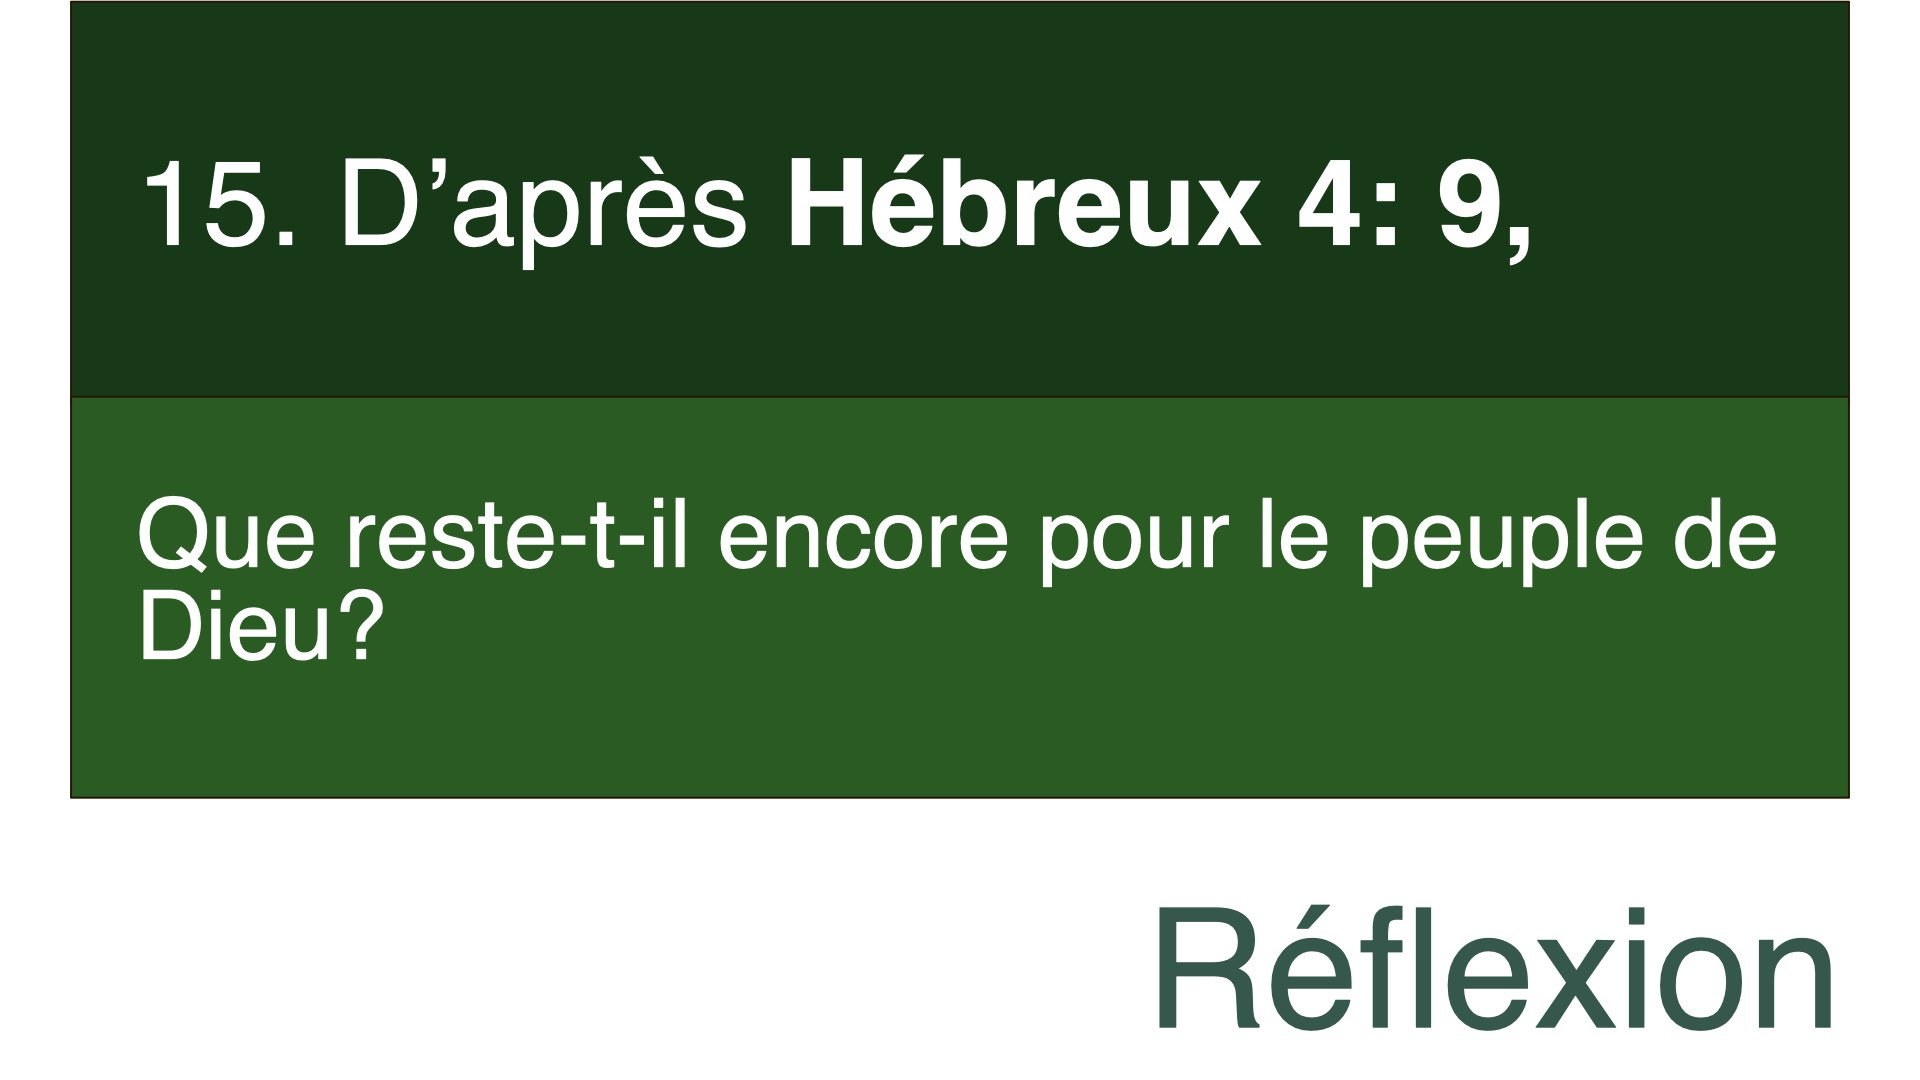 15. D’après Hébreux 4: 9,
Que reste-t-il encore pour le peuple de
Dieu?
Réflexion